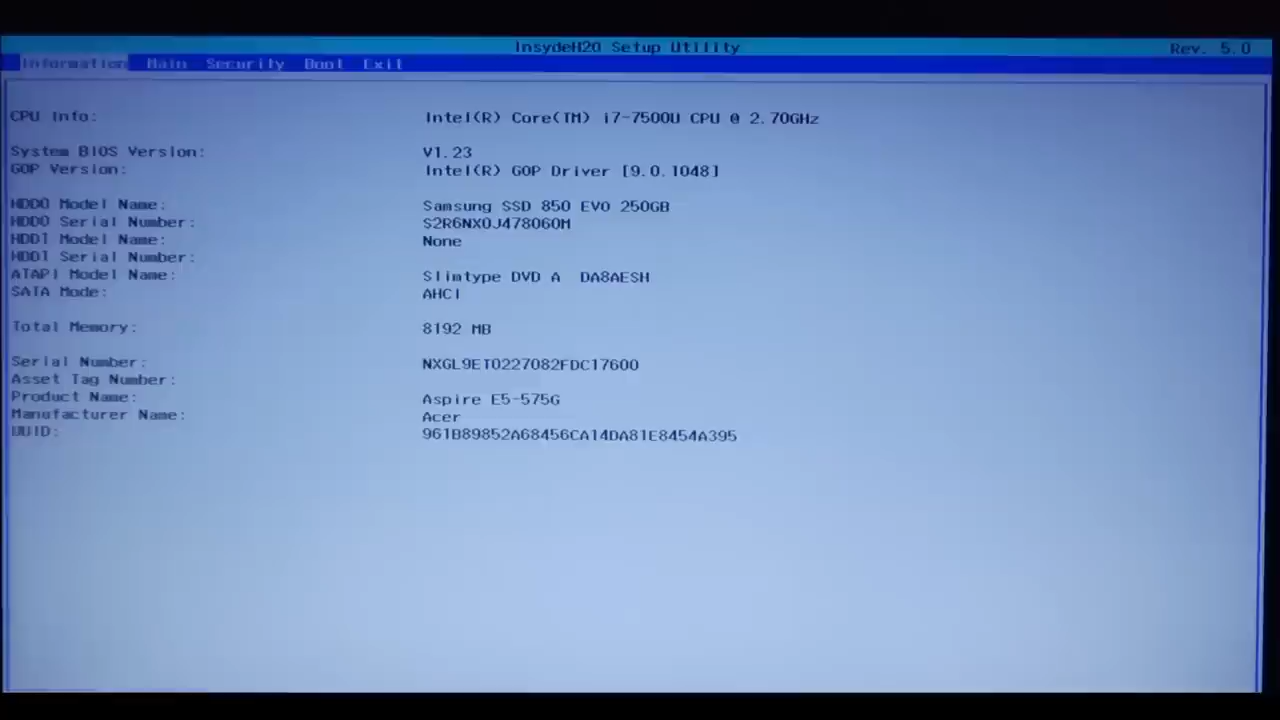 InsydeH20 Setup Utility Rev. 5.0
Information Main Security Boot Exit
CPU Info: Intel(R) Core(TM) i7-7500U CPU @ 2.70GHz
System BIOS Version: V1.23
GOP Version: Intel(R) GOP Driver [9.0.1048]
HDD0 Model Name: Samsung SSD 850 EVO 250GB
HDD0 Serial Number: S2R6NX0J478060M
HDD1 Model Name: None
HDD1 Serial Number:
ATAPI Model Name: Slimtype DVD A DA8AESH
SATA Mode: AHCI
Total Memory: 8192 MB
Serial Number: NXGL9ET0227082FDC17600
Asset Tag Number:
Product Name: Aspire E5-575G
Manufacturer Name: Acer
UUID: 961B89852A68456CA14DA81E8454A395